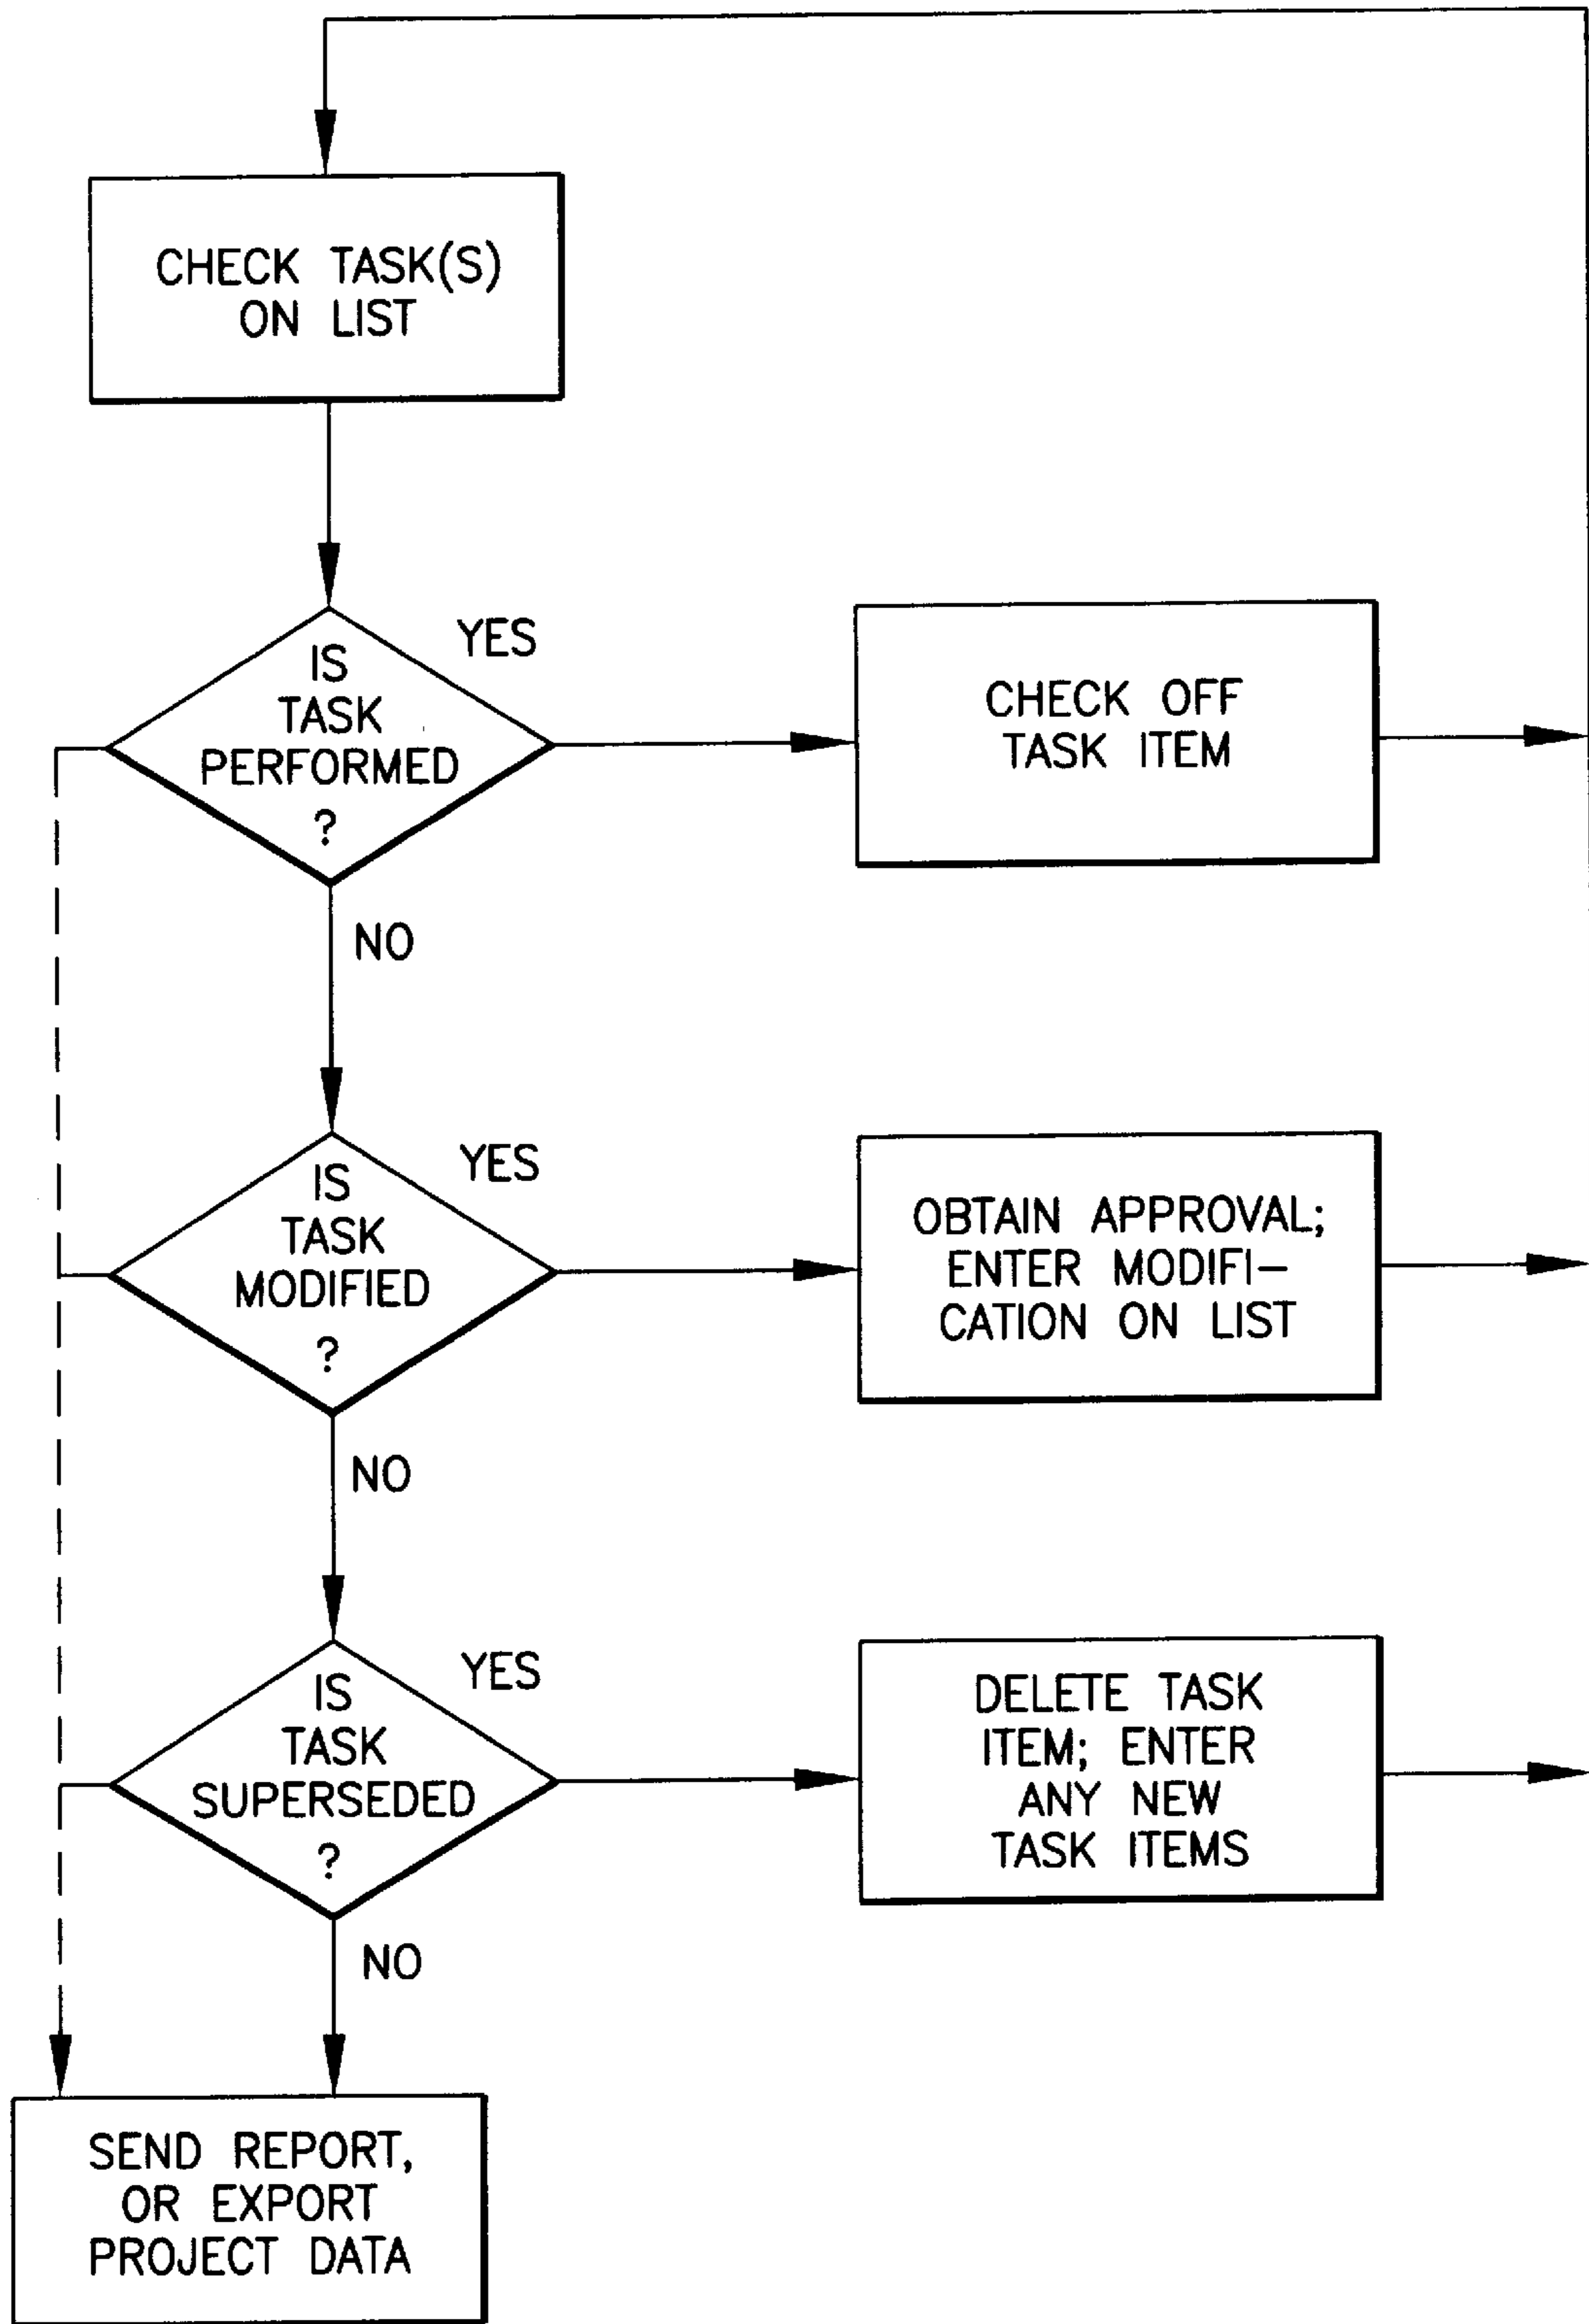 CHECK TASK(S)
ON LIST
IS
TASK
PERFORMED
?
YES
CHECK OFF
TASK ITEM
NO
IS
TASK
MODIFIED
?
YES
OBTAIN APPROVAL;
ENTER MODIFI-
CATION ON LIST
NO
IS
TASK
SUPERSEDED
?
YES
DELETE TASK
ITEM; ENTER
ANY NEW
TASK ITEMS
NO
SEND REPORT,
OR EXPORT
PROJECT DATA